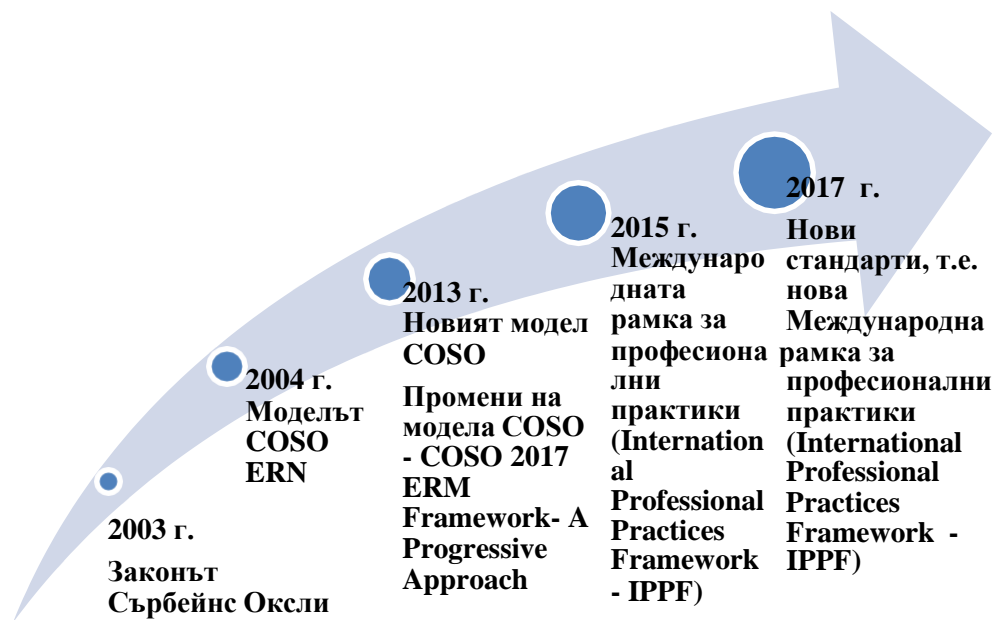 2003 г.
Законът
Сърбейнс Оксли
2004 г.
Моделът
COSO
ERN
2013 г.
Новият модел
COSO
Промени на
модела COSO
- COSO 2017
ERM
Framework- A
Progressive
Approach
2015 г.
Междунаро
дната
рамка за
професиона
лни
практики
(Internation
al
Professional
Practices
Framework
- IPPF)
2017 г.
Нови
стандарти, т.е.
нова
Международна
рамка за
професионални
практики
(International
Professional
Practices
Framework -
IPPF)